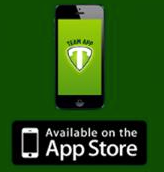 TEAM APP
T
Available on the
App Store